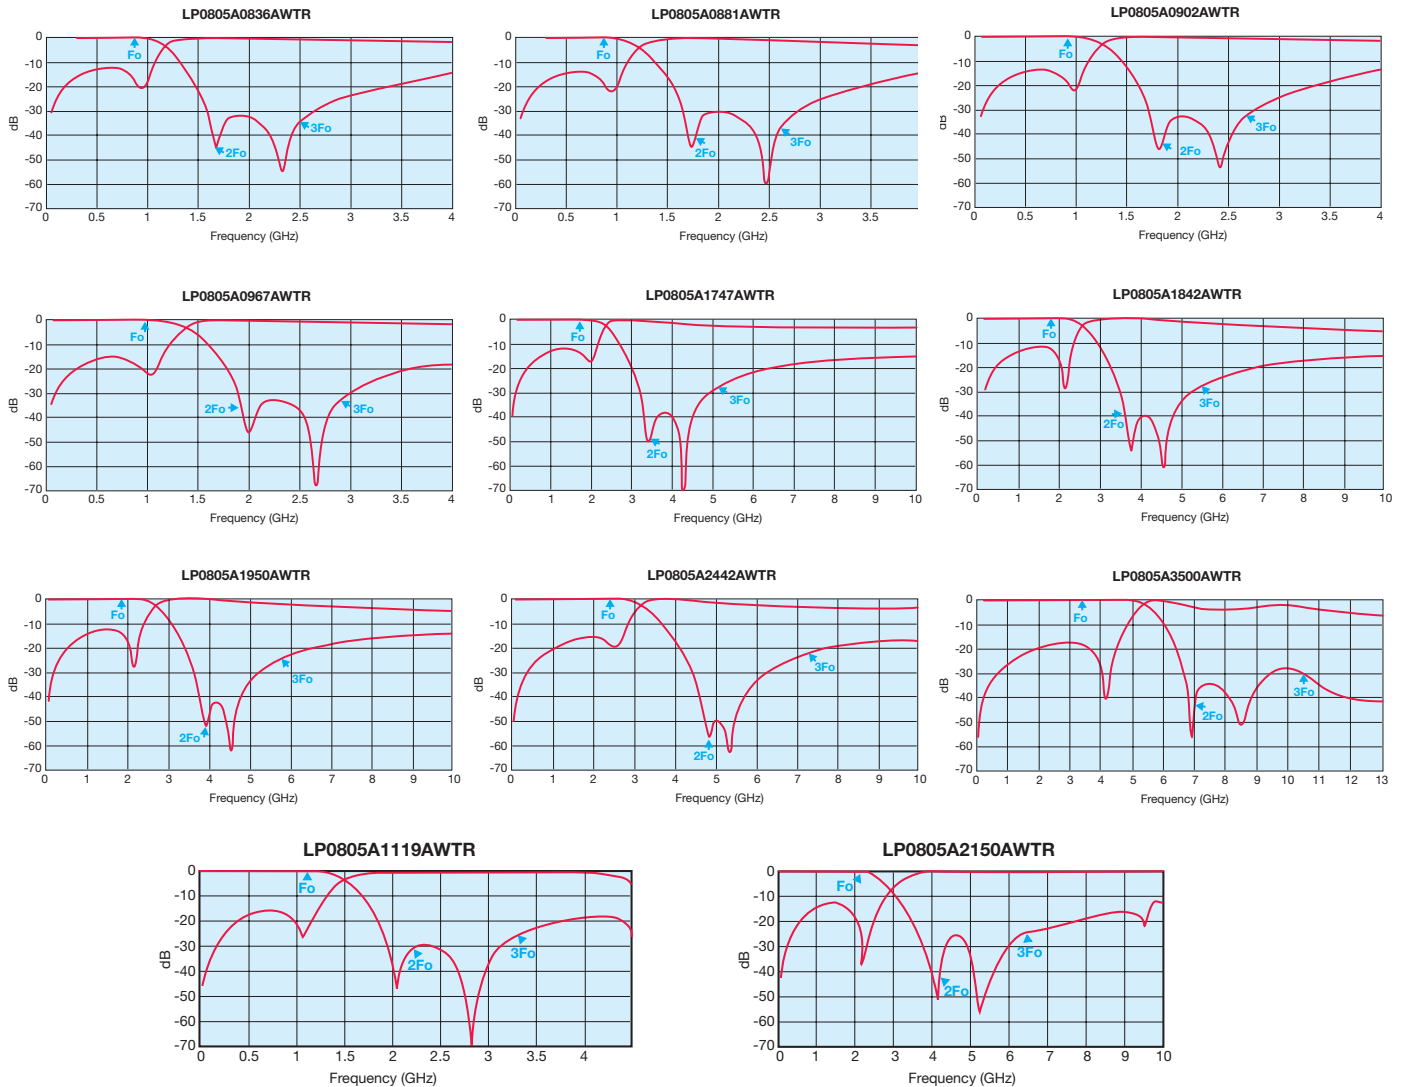 LP0805A0836AWTR
0
-10
-20
-30
-40
-50
-60
-70
dB
Fo
2Fo
3Fo
0 0.5 1 1.5 2 2.5 3 3.5 4
Frequency (GHz)
LP0805A0881AWTR
0
-10
-20
-30
-40
-50
-60
-70
dB
Fo
2Fo
3Fo
0 0.5 1 1.5 2 2.5 3 3.5
Frequency (GHz)
LP0805A0902AWTR
0
-10
-20
-30
-40
-50
-60
-70
dB
Fo
2Fo
3Fo
0 0.5 1 1.5 2 2.5 3 3.5 4
Frequency (GHz)
LP0805A0967AWTR
0
-10
-20
-30
-40
-50
-60
-70
dB
Fo
2Fo
3Fo
0 0.5 1 1.5 2 2.5 3 3.5 4
Frequency (GHz)
LP0805A1747AWTR
0
-10
-20
-30
-40
-50
-60
-70
dB
Fo
2Fo
3Fo
0 1 2 3 4 5 6 7 8 9 10
Frequency (GHz)
LP0805A1842AWTR
0
-10
-20
-30
-40
-50
-60
-70
dB
Fo
2Fo
3Fo
0 1 2 3 4 5 6 7 8 9 10
Frequency (GHz)
LP0805A1950AWTR
0
-10
-20
-30
-40
-50
-60
-70
dB
Fo
2Fo
3Fo
0 1 2 3 4 5 6 7 8 9 10
Frequency (GHz)
LP0805A2442AWTR
0
-10
-20
-30
-40
-50
-60
-70
dB
Fo
2Fo
3Fo
0 1 2 3 4 5 6 7 8 9 10
Frequency (GHz)
LP0805A3500AWTR
0
-10
-20
-30
-40
-50
-60
-70
dB
Fo
2Fo
3Fo
0 1 2 3 4 5 6 7 8 9 10 11 12 13
Frequency (GHz)
LP0805A1119AWTR
0
-10
-20
-30
-40
-50
-60
-70
dB
Fo
2Fo
3Fo
0 0.5 1 1.5 2 2.5 3 3.5 4
Frequency (GHz)
LP0805A2150AWTR
0
-10
-20
-30
-40
-50
-60
-70
dB
Fo
2Fo
3Fo
0 1 2 3 4 5 6 7 8 9 10
Frequency (GHz)